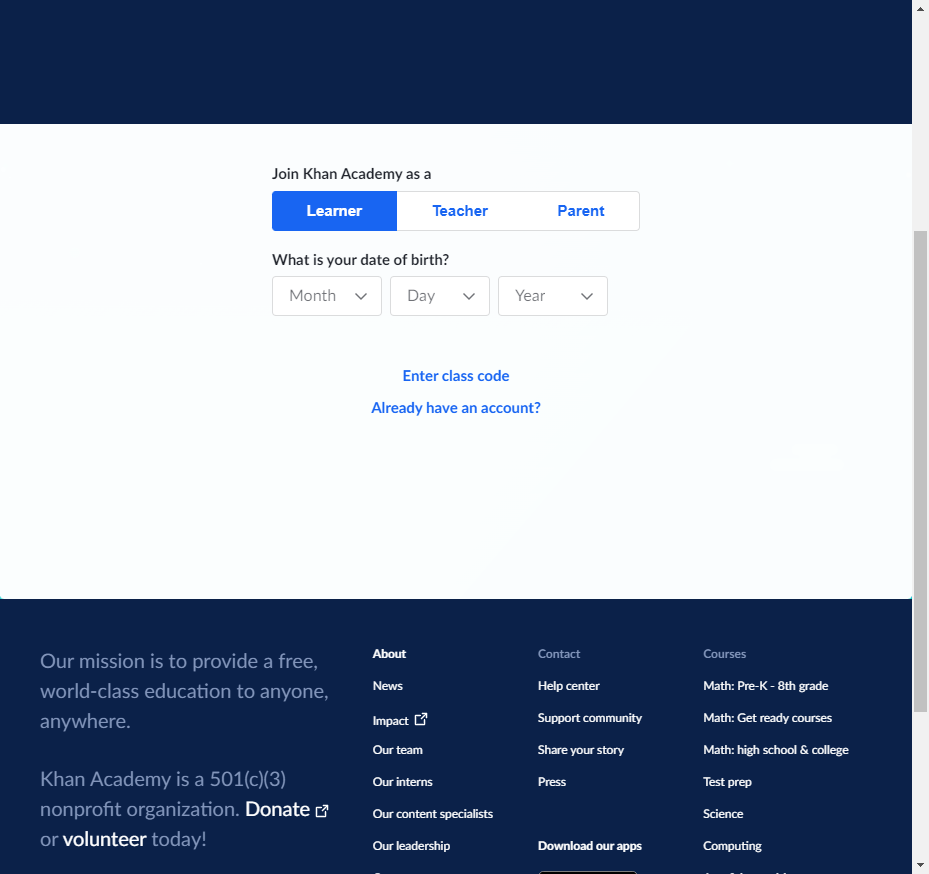 Join Khan Academy as a
Learner
Teacher
Parent
What is your date of birth?
Month
Day
Year
Enter class code
Already have an account?
Our mission is to provide a free,
world-class education to anyone,
anywhere.
Khan Academy is a 501(c)(3)
nonprofit organization. Donate
or volunteer today!
About
News
Impact
Our team
Our interns
Our content specialists
Our leadership
Contact
Help center
Support community
Share your story
Press
Download our apps
Courses
Math: Pre-K - 8th grade
Math: Get ready courses
Math: high school & college
Test prep
Science
Computing